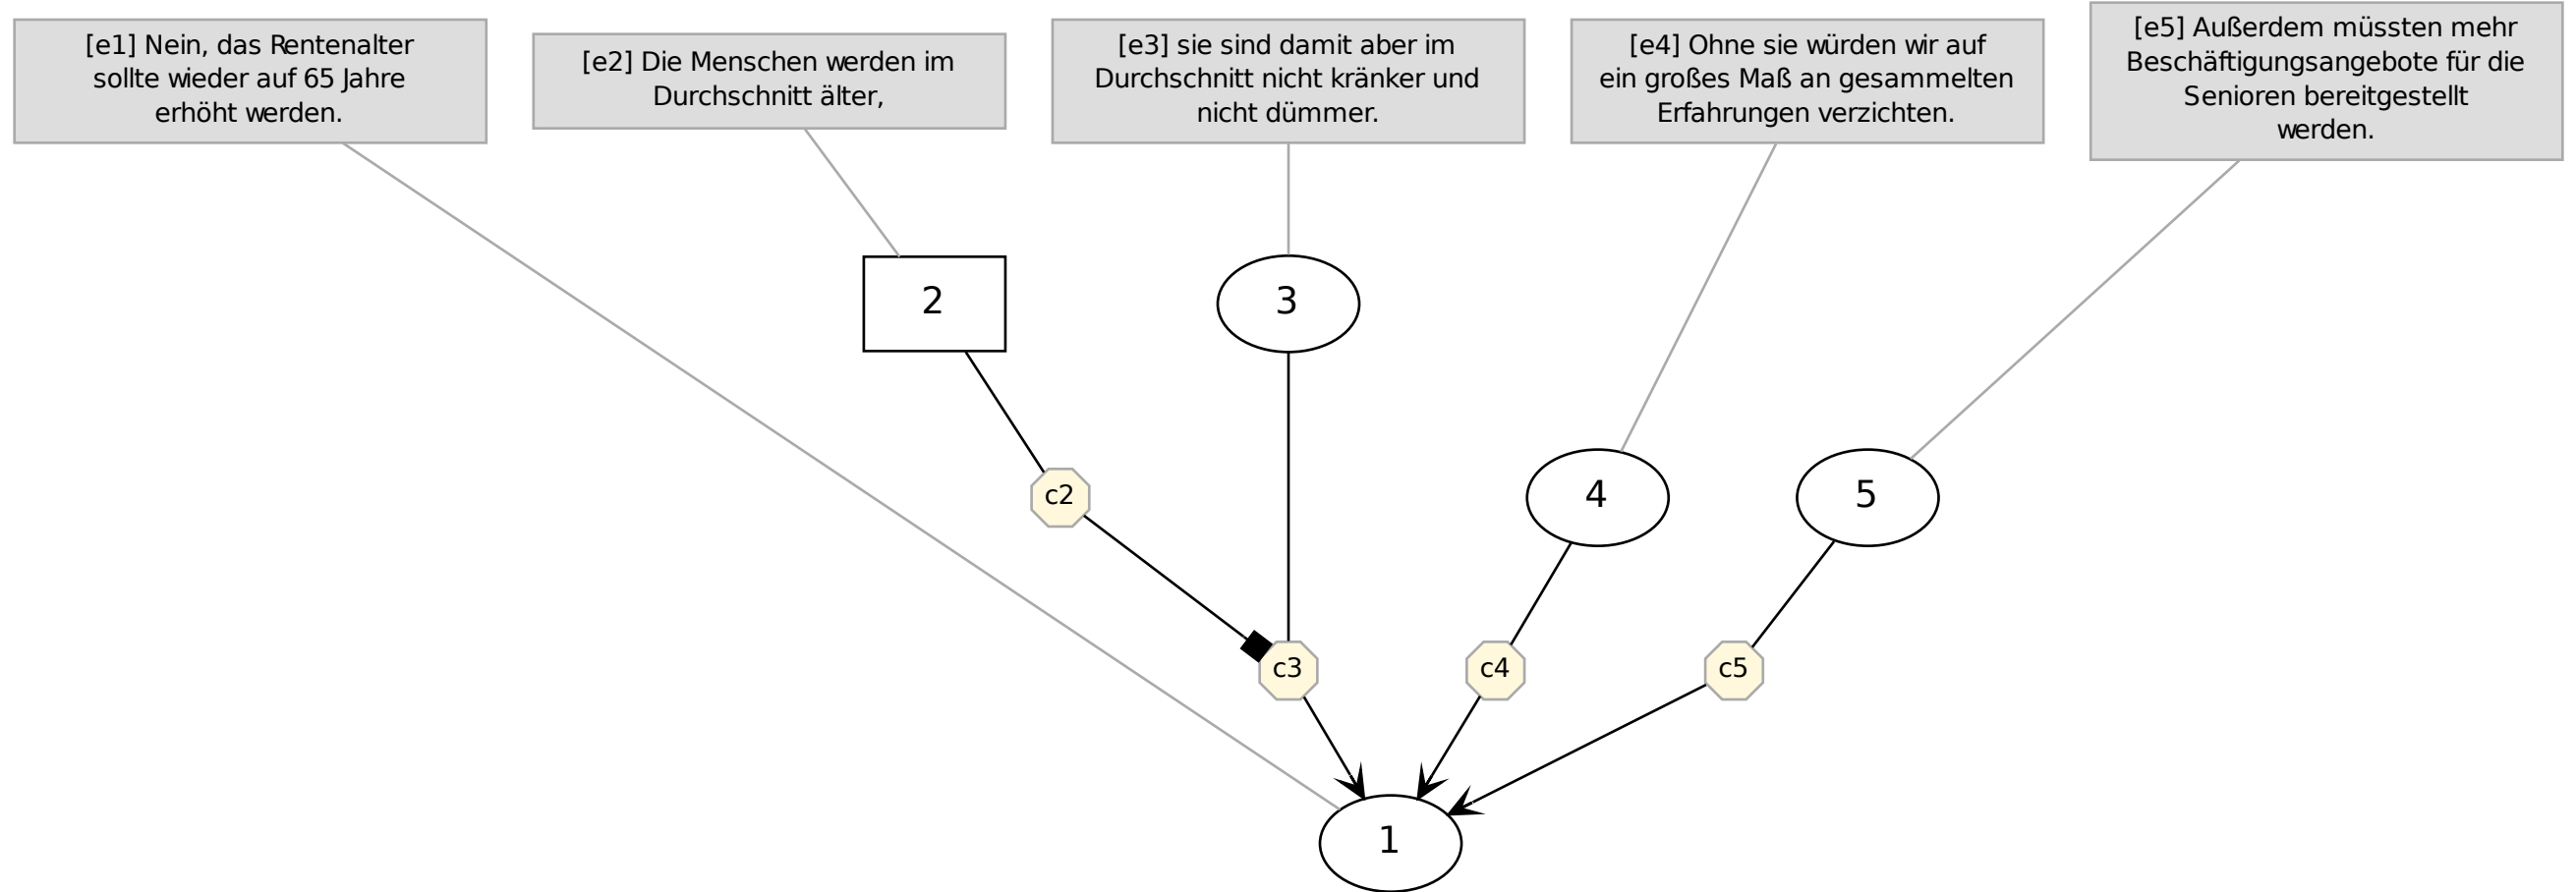 [e1] Nein, das Rentenalter
sollte wieder auf 65 Jahre
erhöht werden.
[e2] Die Menschen werden im
Durchschnitt älter,
[e3] sie sind damit aber im
Durchschnitt nicht kränker und
nicht dümmer.
[e4] Ohne sie würden wir auf
ein großes Maß an gesammelten
Erfahrungen verzichten.
[e5] Außerdem müssten mehr
Beschäftigungsangebote für die
Senioren bereitgestellt
werden.
2
3
c2
4
5
c3
c4
c5
1